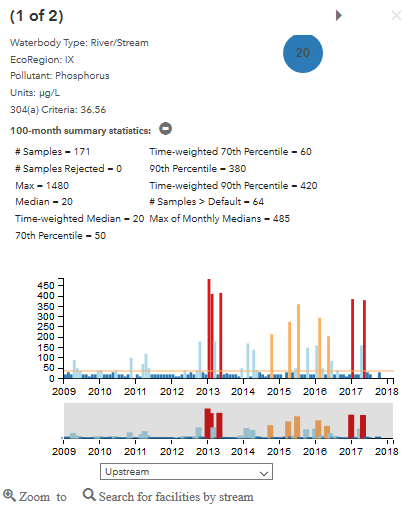 (1 of 2)
Waterbody Type: River/Stream
EcoRegion: IX
Pollutant: Phosphorus
Units: µg/L
304(a) Criteria: 36.56
20
100-month summary statistics:
# Samples = 171 Time-weighted 70th Percentile = 60
# Samples Rejected = 0 90th Percentile = 380
Max = 1480 Time-weighted 90th Percentile = 420
Median = 20 # Samples > Default = 64
Time-weighted Median = 20 Max of Monthly Medians = 485
70th Percentile = 50
450
400
350
300
250
200
150
100
50
0
2009 2010 2011 2012 2013 2014 2015 2016 2017 2018
2009 2010 2011 2012 2013 2014 2015 2016 2017 2018
Upstream
Zoom to Search for facilities by stream